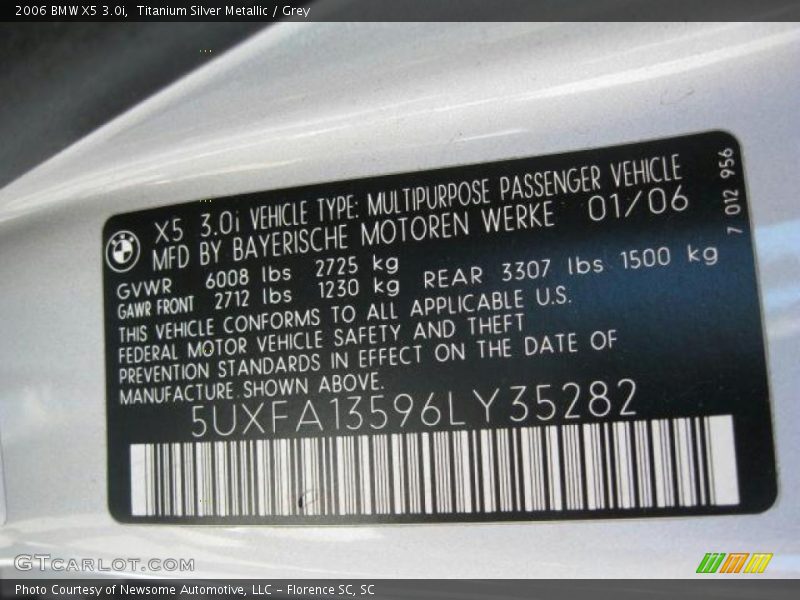 2006 BMW X5 3.0i, Titanium Silver Metallic / Grey
X5 3.0i VEHICLE TYPE: MULTIPURPOSE PASSENGER VEHICLE
MFD BY BAYERISCHE MOTOREN WERKE 01/06
GVWR 6008 lbs 2725 kg
GAWR FRONT 2712 lbs 1230 kg REAR 3307 lbs 1500 kg
THIS VEHICLE CONFORMS TO ALL APPLICABLE U.S.
FEDERAL MOTOR VEHICLE SAFETY AND THEFT
PREVENTION STANDARDS IN EFFECT ON THE DATE OF
MANUFACTURE SHOWN ABOVE.
5UXFA13596LY35282
7 012 956
GTCARLOT.COM
Photo Courtesy of Newsome Automotive, LLC - Florence SC, SC